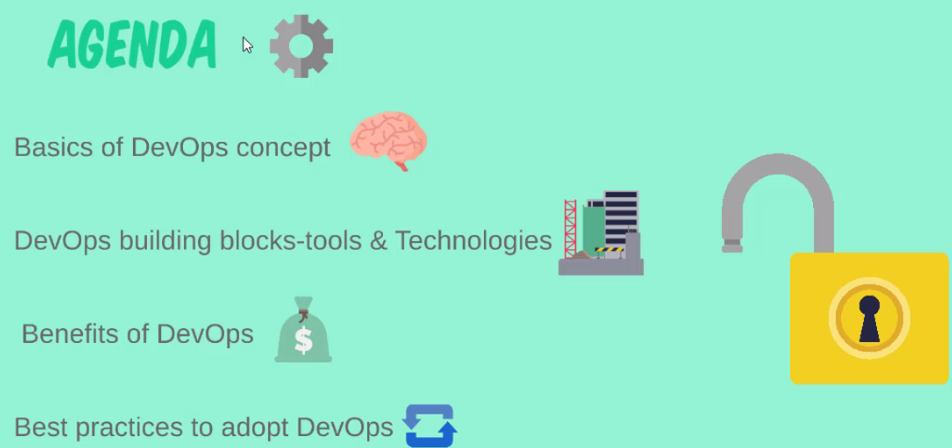 AGENDA
Basics of DevOps concept
DevOps building blocks-tools & Technologies
Benefits of DevOps
$
Best practices to adopt DevOps